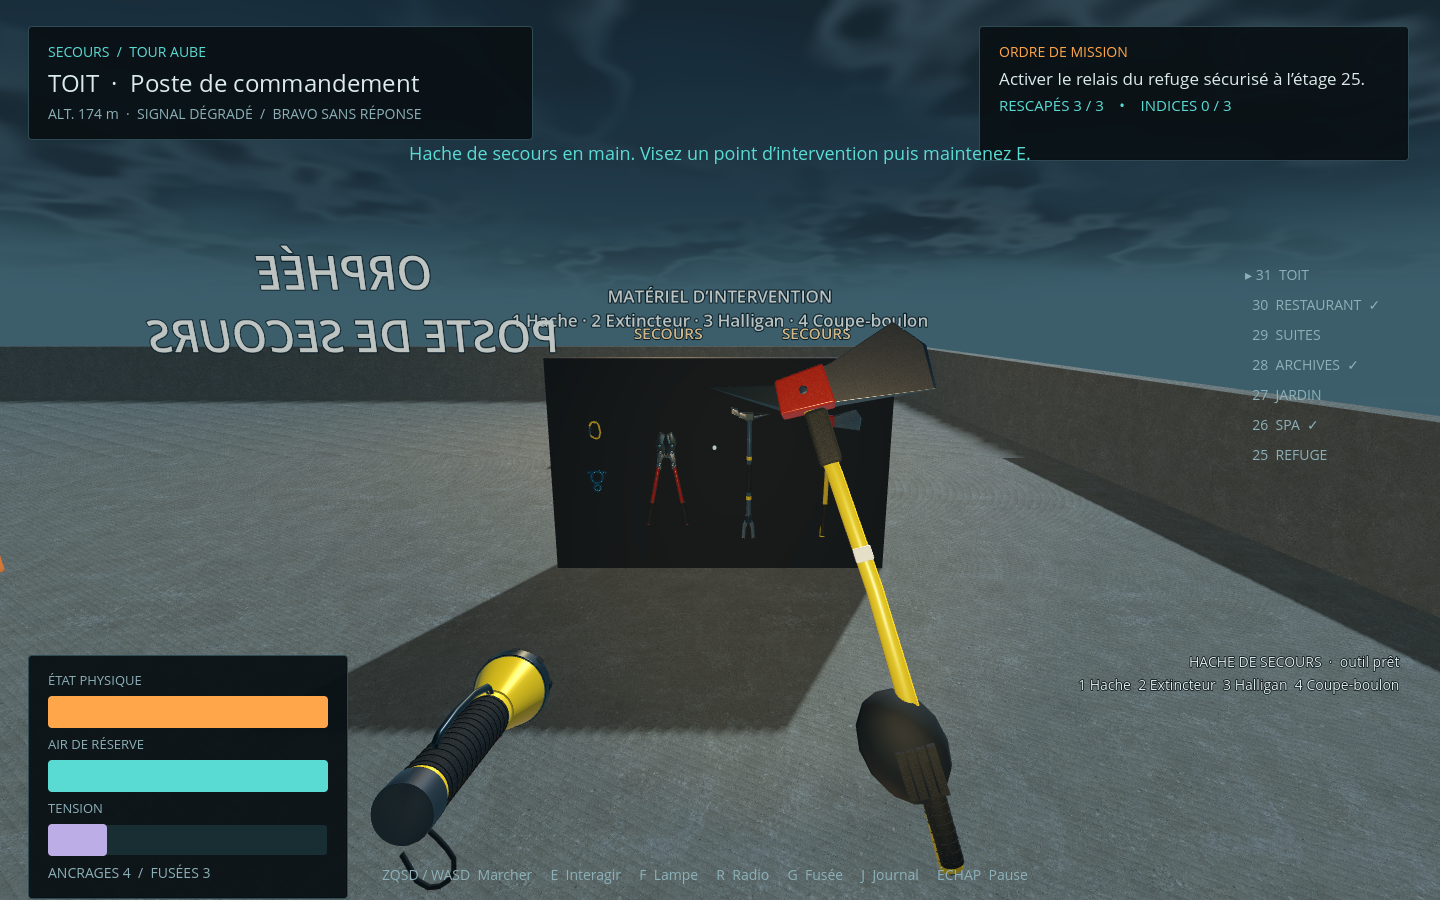 SECOURS / TOUR AUBE
TOIT · Poste de commandement
ALT. 174 m · SIGNAL DÉGRADÉ / BRAVO SANS RÉPONSE
ORDRE DE MISSION
Activer le relais du refuge sécurisé à l’étage 25.
RESCAPÉS 3 / 3 • INDICES 0 / 3
Hache de secours en main. Visez un point d’intervention puis maintenez E.
ORPHÉE
POSTE DE SECOURS
MATÉRIEL D’INTERVENTION
1 Hache · 2 Extincteur · 3 Halligan · 4 Coupe-boulon
SECOURS SECOURS
▸ 31 TOIT
30 RESTAURANT ✓
29 SUITES
28 ARCHIVES ✓
27 JARDIN
26 SPA ✓
25 REFUGE
HACHE DE SECOURS · outil prêt
1 Hache 2 Extincteur 3 Halligan 4 Coupe-boulon
ÉTAT PHYSIQUE
AIR DE RÉSERVE
TENSION
ANCRAGES 4 / FUSÉES 3
ZQSD / WASD Marcher E Interagir F Lampe R Radio G Fusée J Journal ÉCHAP Pause